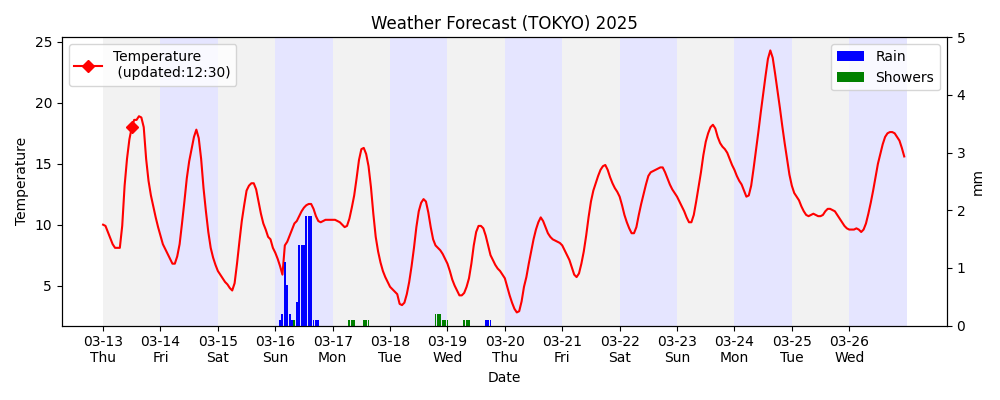 Weather Forecast (TOKYO) 2025
Temperature
(updated:12:30)
Rain
Showers
25
20
15
10
5
Temperature
5
4
3
2
1
0
mm
03-13 03-14 03-15 03-16 03-17 03-18 03-19 03-20 03-21 03-22 03-23 03-24 03-25 03-26
Thu Fri Sat Sun Mon Tue Wed Thu Fri Sat Sun Mon Tue Wed
Date